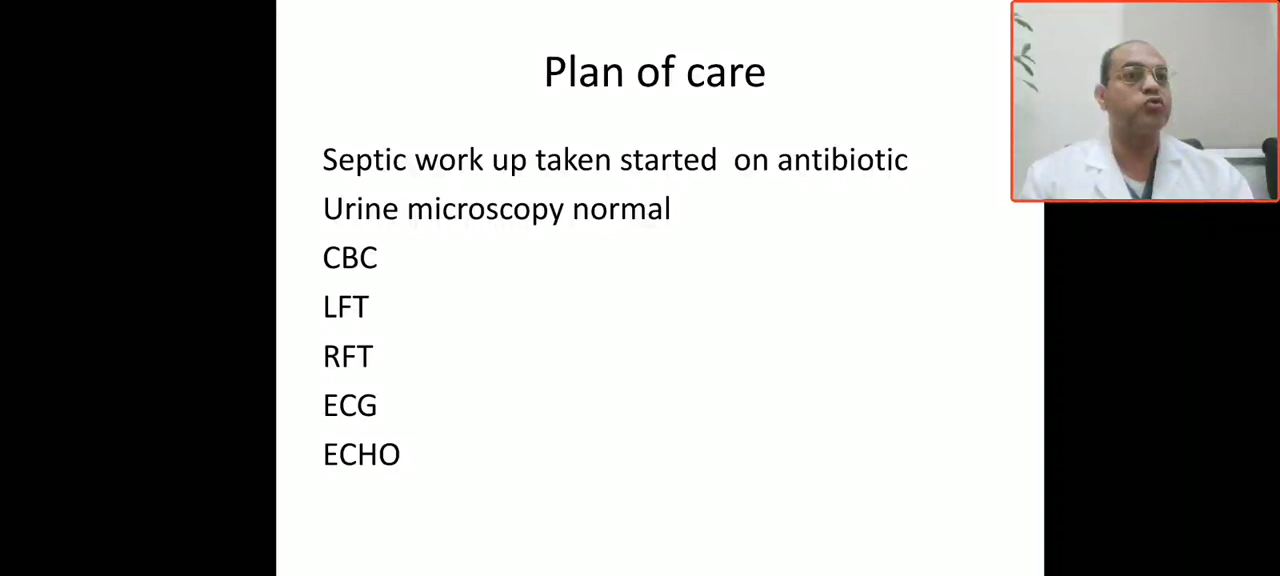 Plan of care
Septic work up taken started on antibiotic
Urine microscopy normal
CBC
LFT
RFT
ECG
ECHO